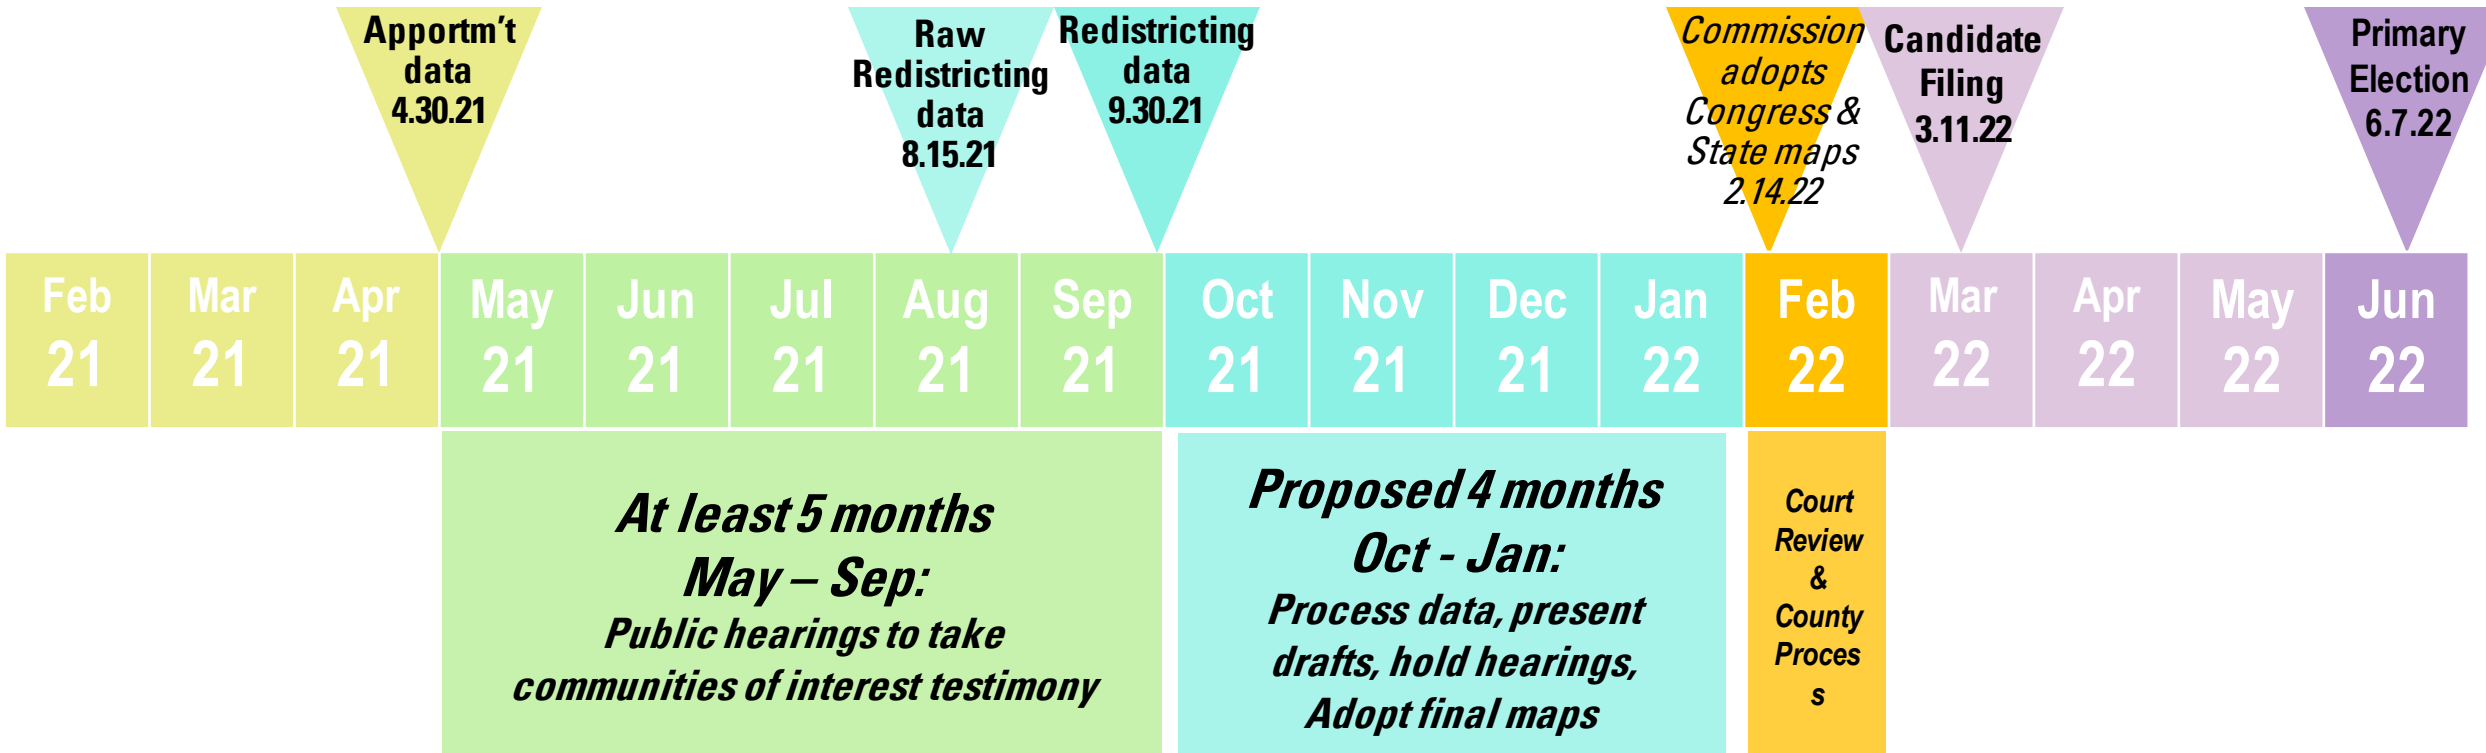 Apportm't
data
4.30.21
Raw
Redistricting
data
8.15.21
Redistricting
data
9.30.21
Commission
adopts
Congress &
State maps
2.14.22
Candidate
Filing
3.11.22
Primary
Election
6.7.22
Feb
21
Mar
21
Apr
21
May
21
Jun
21
Jul
21
Aug
21
Sep
21
Oct
21
Nov
21
Dec
21
Jan
22
Feb
22
Mar
22
Apr
22
May
22
Jun
22
At least 5 months
May – Sep:
Public hearings to take
communities of interest testimony
Proposed 4 months
Oct - Jan:
Process data, present
drafts, hold hearings,
Adopt final maps
Court
Review
&
County
Proces
s